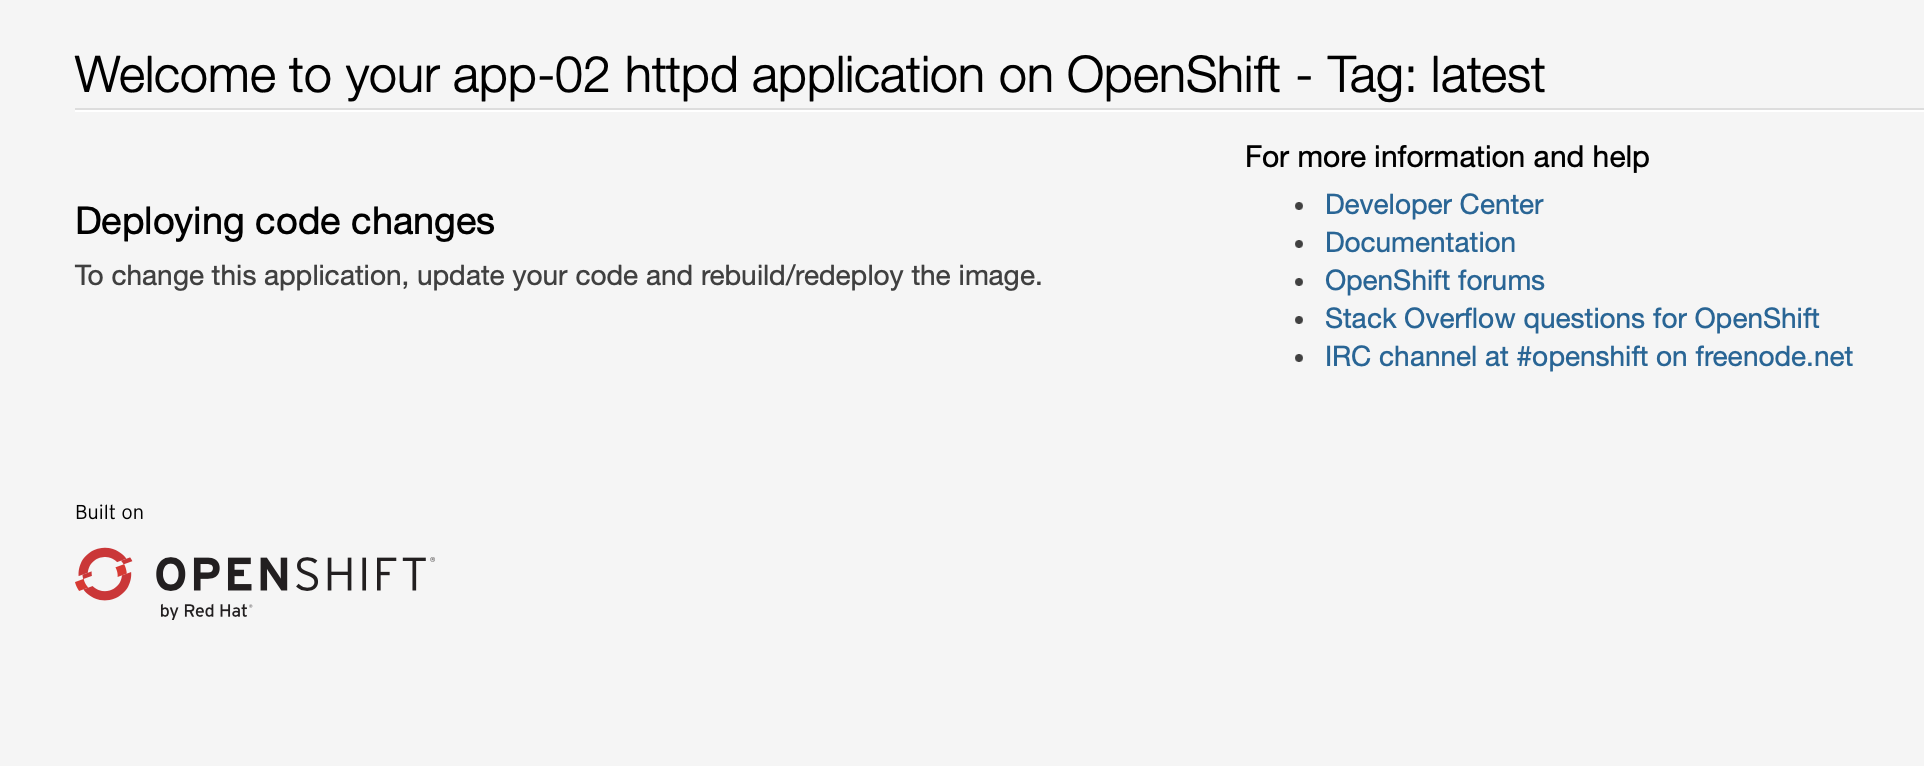 Welcome to your app-02 httpd application on OpenShift - Tag: latest
Deploying code changes
To change this application, update your code and rebuild/redeploy the image.
For more information and help
Developer Center
Documentation
OpenShift forums
Stack Overflow questions for OpenShift
IRC channel at #openshift on freenode.net
Built on
OPENSHIFT®
by Red Hat®